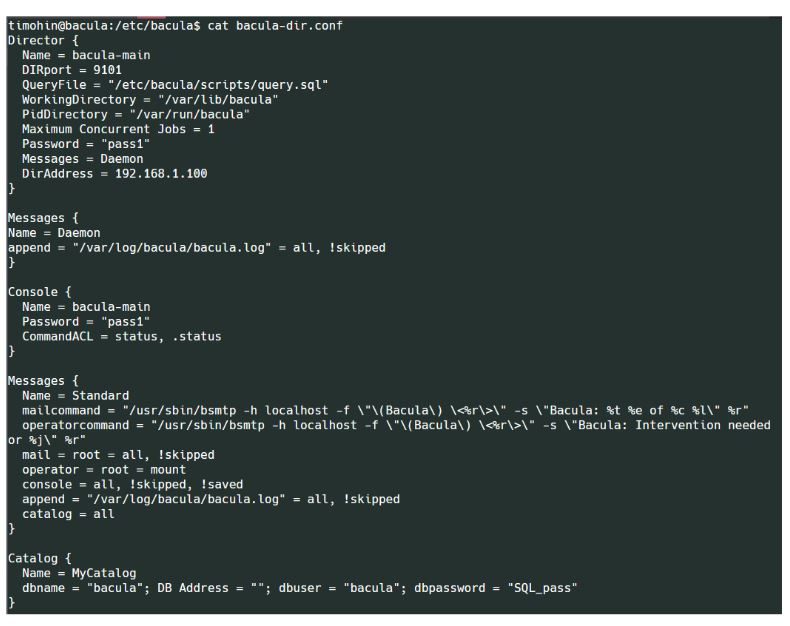 timohin@bacula:/etc/bacula$ cat bacula-dir.conf
Director {
  Name = bacula-main
  DIRport = 9101
  QueryFile = "/etc/bacula/scripts/query.sql"
  WorkingDirectory = "/var/lib/bacula"
  PidDirectory = "/var/run/bacula"
  Maximum Concurrent Jobs = 1
  Password = "pass1"
  Messages = Daemon
  DirAddress = 192.168.1.100
}

Messages {
Name = Daemon
append = "/var/log/bacula/bacula.log" = all, !skipped
}

Console {
  Name = bacula-main
  Password = "pass1"
  CommandACL = status, .status
}

Messages {
  Name = Standard
  mailcommand = "/usr/sbin/bsmtp -h localhost -f \"\(Bacula\) \<%r\>\" -s \"Bacula: %t %e of %c %l\" %r"
  operatorcommand = "/usr/sbin/bsmtp -h localhost -f \"\(Bacula\) \<%r\>\" -s \"Bacula: Intervention needed
or %j\" %r"
  mail = root = all, !skipped
  operator = root = mount
  console = all, !skipped, !saved
  append = "/var/log/bacula/bacula.log" = all, !skipped
  catalog = all
}

Catalog {
  Name = MyCatalog
  dbname = "bacula"; DB Address = ""; dbuser = "bacula"; dbpassword = "SQL_pass"
}